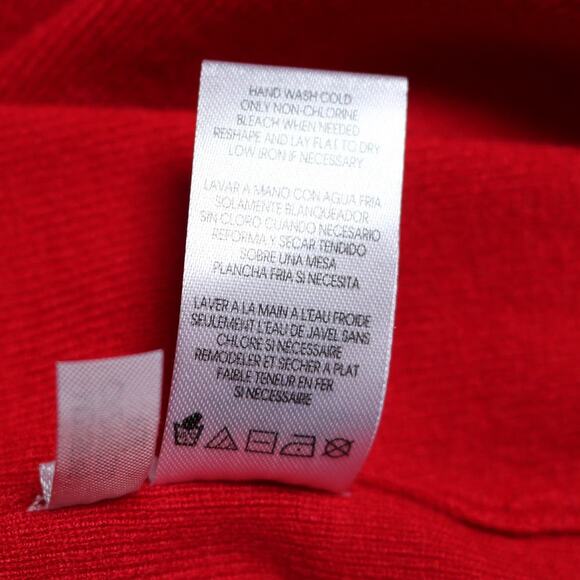 HAND WASH COLD
ONLY NON-CHLORINE
BLEACH WHEN NEEDED
RESHAPE AND LAY FLAT TO DRY
LOW IRON IF NECESSARY
LAVAR A MANO CON AGUA FRIA
SOLAMENTE BLANQUEADOR
SIN CLORO CUANDO NECESARIO
REFORMA Y SECAR TENDIDO
SOBRE UNA MESA
PLANCHA FRIA SI NECESITA
LAVER A LA MAIN A L'EAU FROIDE
SEULEMENT L'EAU DE JAVEL SANS
CHLORE SI NÉCESSAIRE
REMODELER ET SÉCHER A PLAT
FAIBLE TENEUR EN FER
SI NÉCESSAIRE